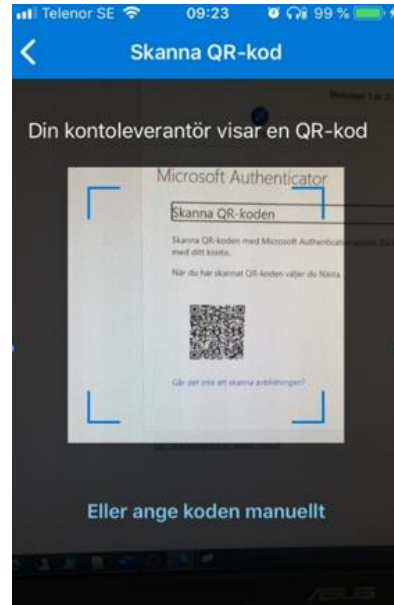 Telenor SE 09:23 99 %
Skanna QR-kod
Din kontoleverantör visar en QR-kod
Microsoft Authenticator
Skanna QR-koden
Skanna QR-koden med Microsoft Authenticator
med ditt konto.
När du har skannat QR-koden väljer du Nästa.
Går det inte att skanna avbildningen?
Eller ange koden manuellt
ASUS